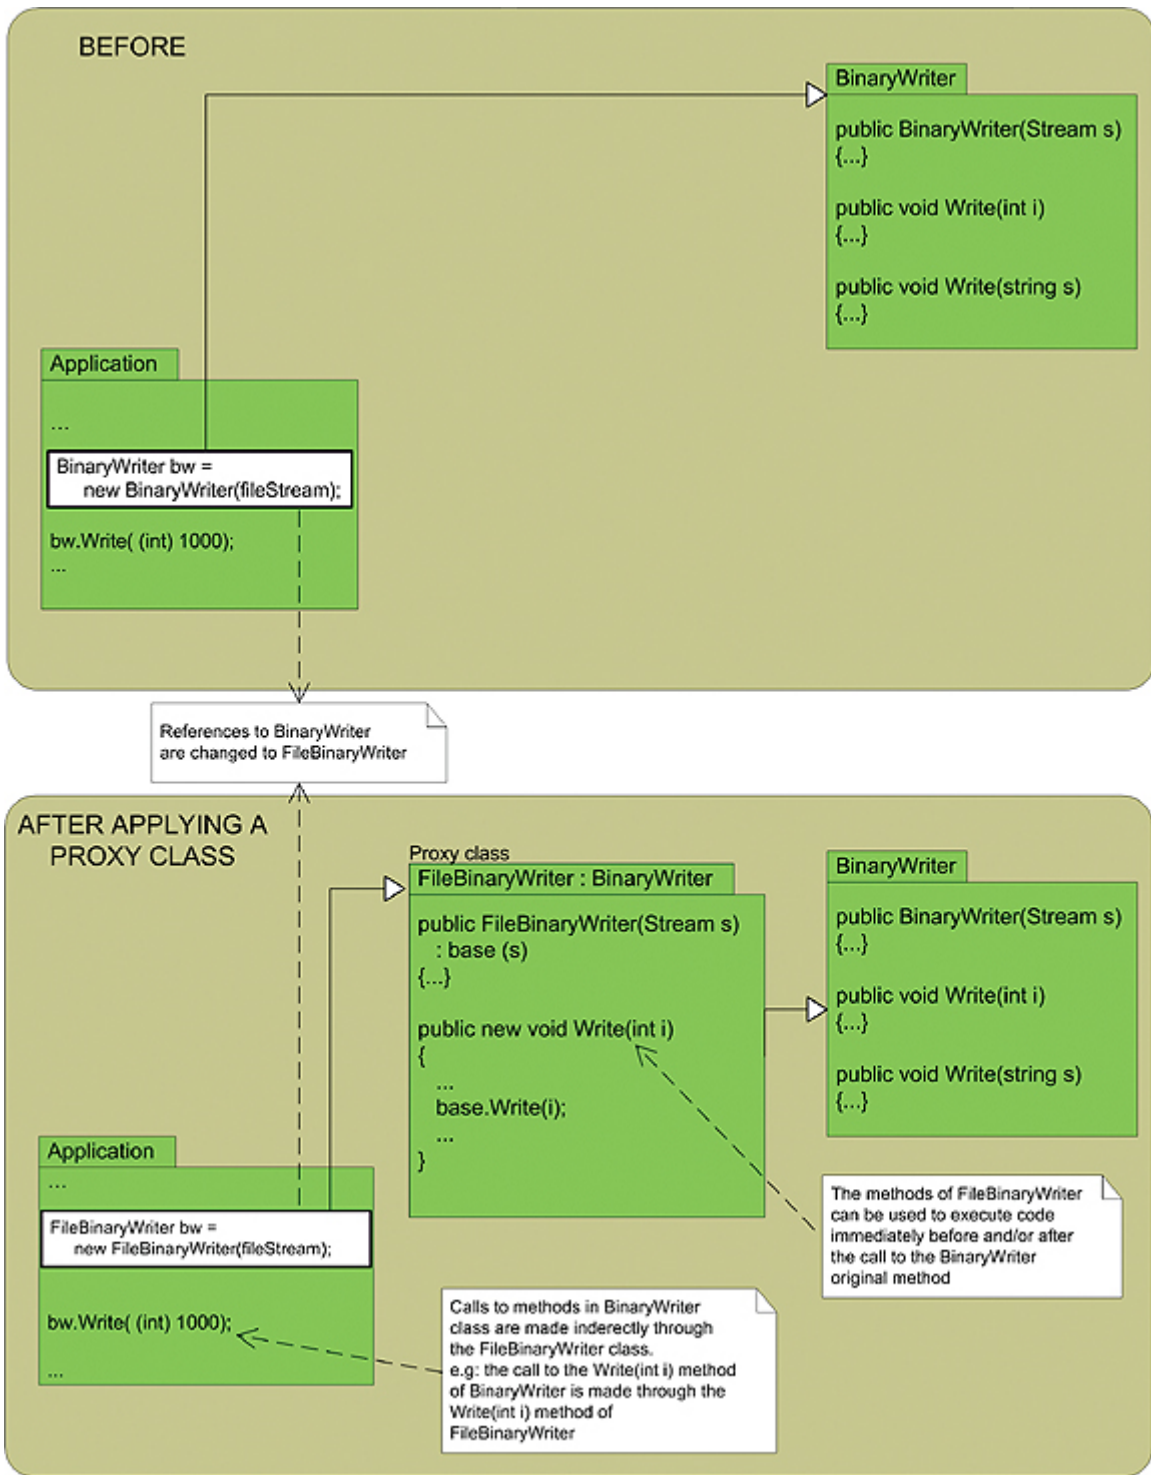 BEFORE
BinaryWriter
public BinaryWriter(Stream s)
{...}
public void Write(int i)
{...}
public void Write(string s)
{...}
Application
...
BinaryWriter bw =
new BinaryWriter(fileStream);
bw.Write( (int) 1000);
...
References to BinaryWriter
are changed to FileBinaryWriter
AFTER APPLYING A
PROXY CLASS
Proxy class
FileBinaryWriter : BinaryWriter
public FileBinaryWriter(Stream s)
: base (s)
{...}
public new void Write(int i)
{
...
base.Write(i);
...
}
BinaryWriter
public BinaryWriter(Stream s)
{...}
public void Write(int i)
{...}
public void Write(string s)
{...}
Application
...
FileBinaryWriter bw =
new FileBinaryWriter(fileStream);
bw.Write( (int) 1000);
...
The methods of FileBinaryWriter
can be used to execute code
immediately before and/or after
the call to the BinaryWriter
original method
Calls to methods in BinaryWriter
class are made inderectly through
the FileBinaryWriter class.
e.g: the call to the Write(int i) method
of BinaryWriter is made through the
Write(int i) method of
FileBinaryWriter